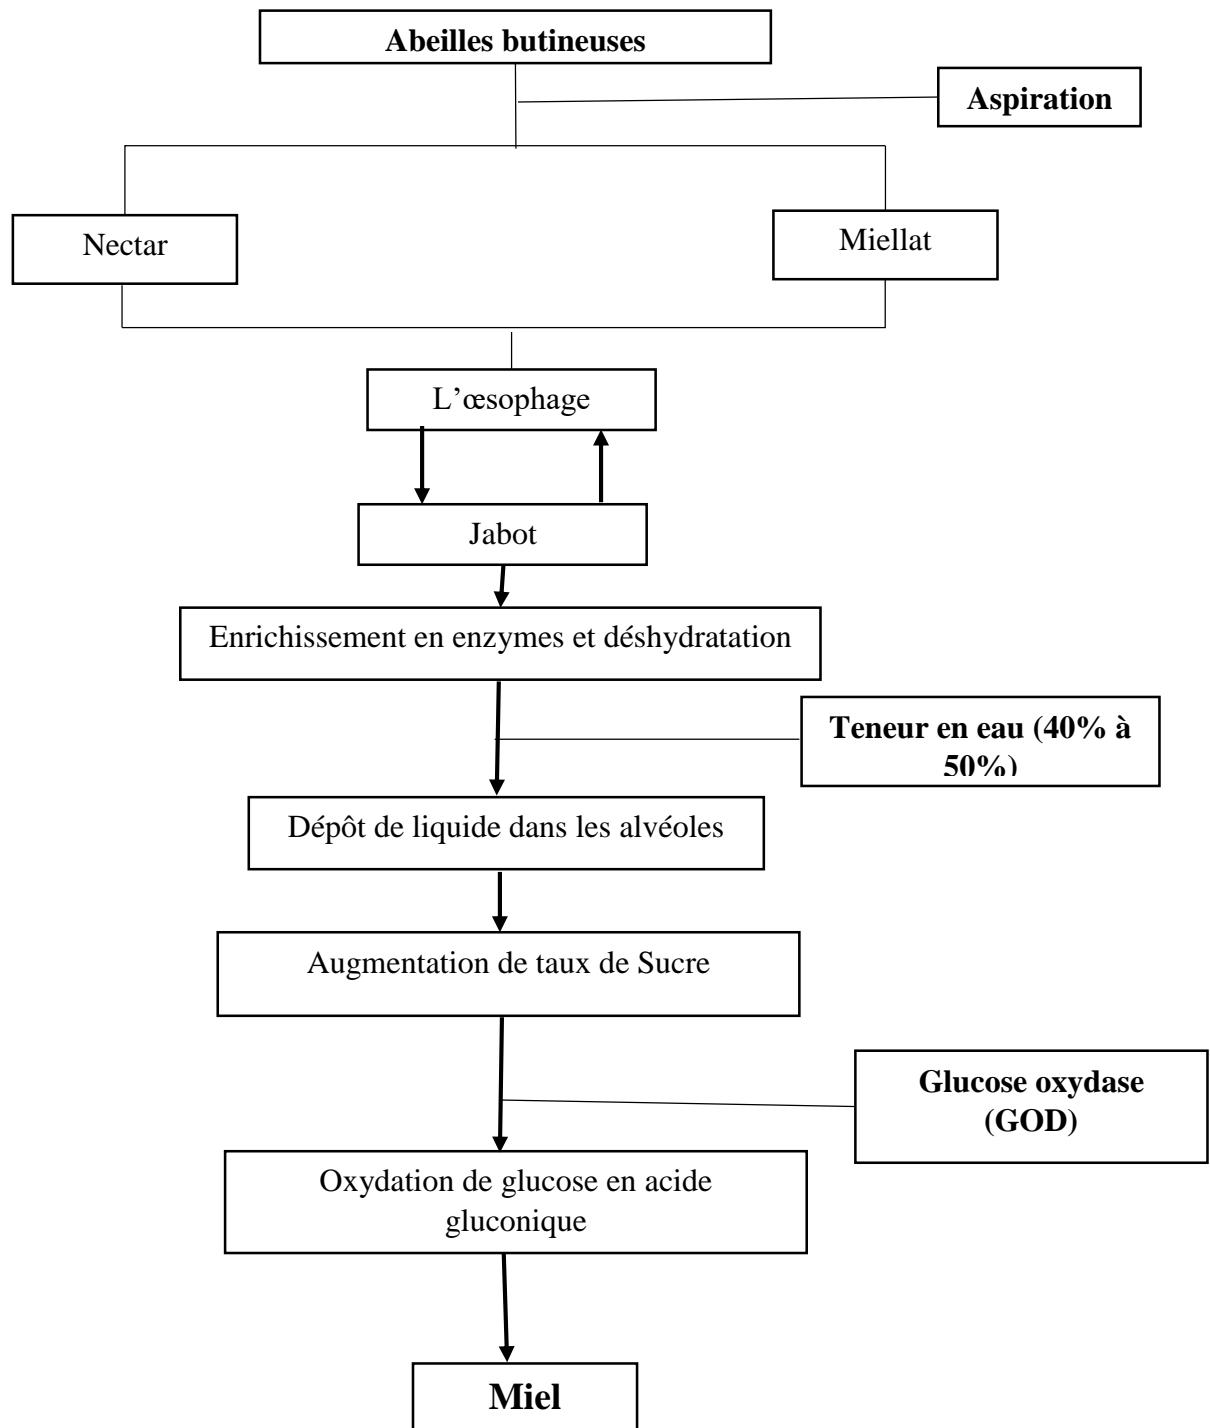 Abeilles butineuses
Aspiration
Nectar
Miellat
L’œsophage
Jabot
Enrichissement en enzymes et déshydratation
Teneur en eau (40% à
50%)
Dépôt de liquide dans les alvéoles
Augmentation de taux de Sucre
Glucose oxydase
(GOD)
Oxydation de glucose en acide
gluconique
Miel